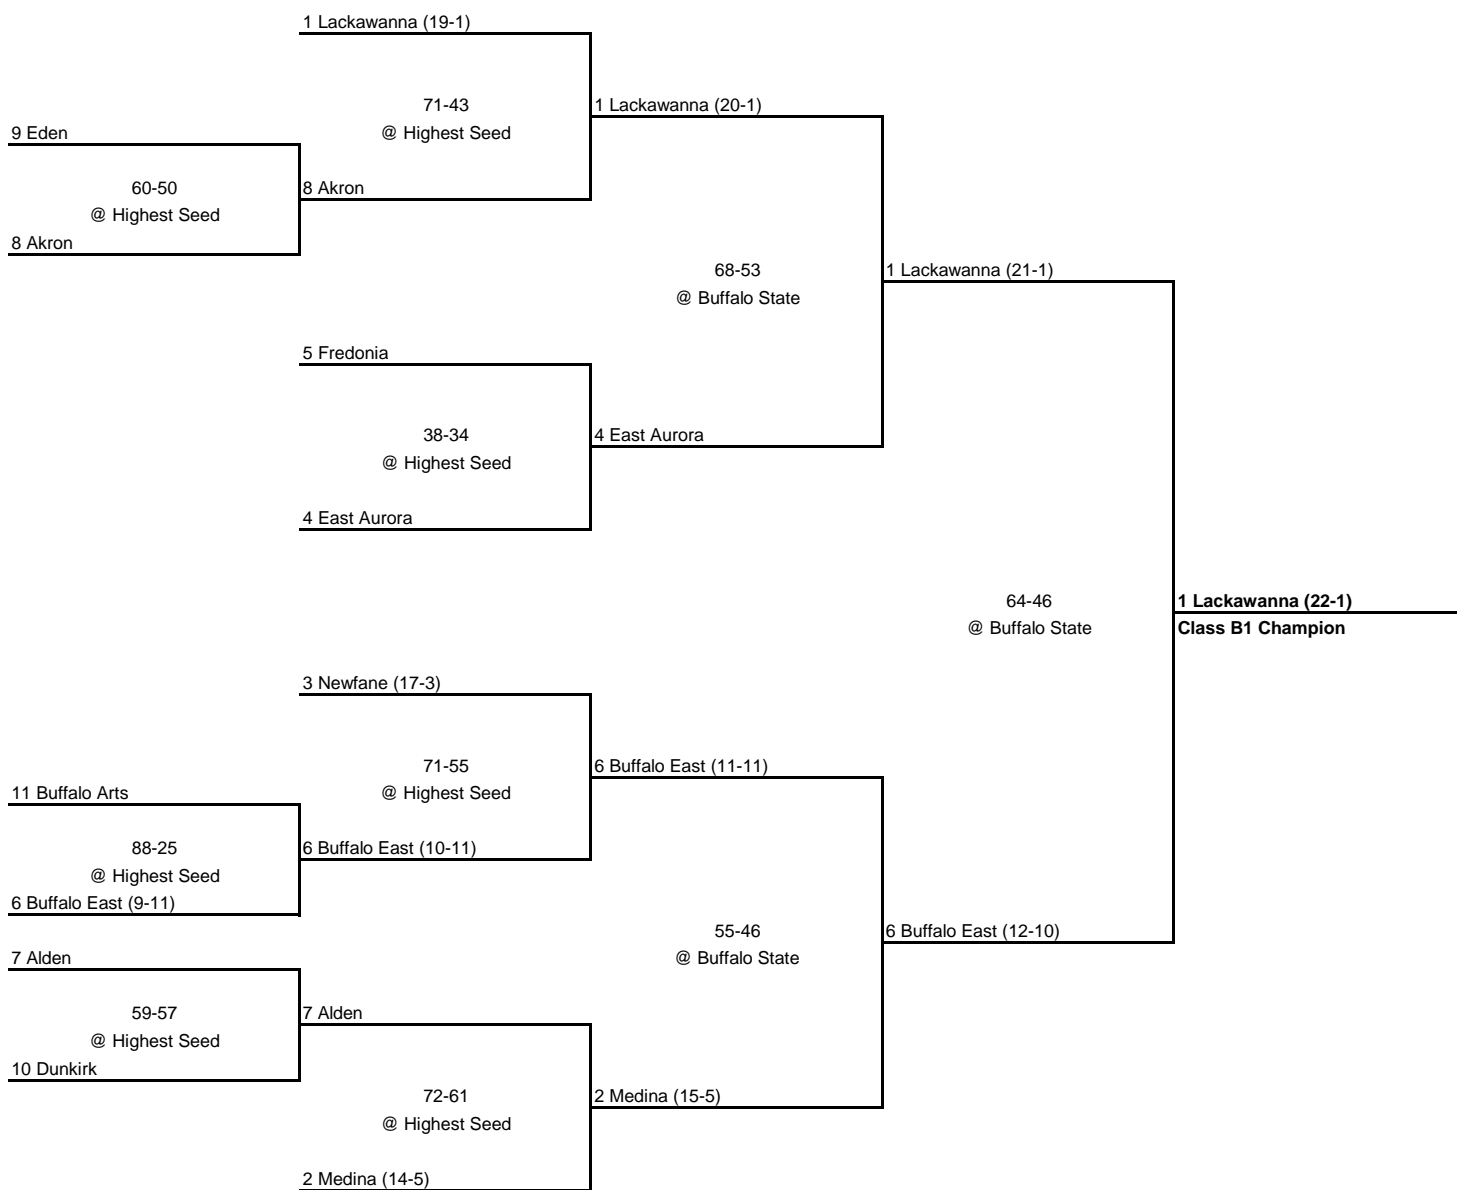 1 Lackawanna (19-1)
71-43
@ Highest Seed
1 Lackawanna (20-1)
9 Eden
60-50
@ Highest Seed
8 Akron
8 Akron
68-53
@ Buffalo State
1 Lackawanna (21-1)
5 Fredonia
38-34
@ Highest Seed
4 East Aurora
4 East Aurora
64-46
@ Buffalo State
1 Lackawanna (22-1)
Class B1 Champion
3 Newfane (17-3)
71-55
@ Highest Seed
6 Buffalo East (11-11)
11 Buffalo Arts
88-25
@ Highest Seed
6 Buffalo East (10-11)
6 Buffalo East (9-11)
55-46
@ Buffalo State
6 Buffalo East (12-10)
7 Alden
59-57
@ Highest Seed
7 Alden
10 Dunkirk
72-61
@ Highest Seed
2 Medina (15-5)
2 Medina (14-5)